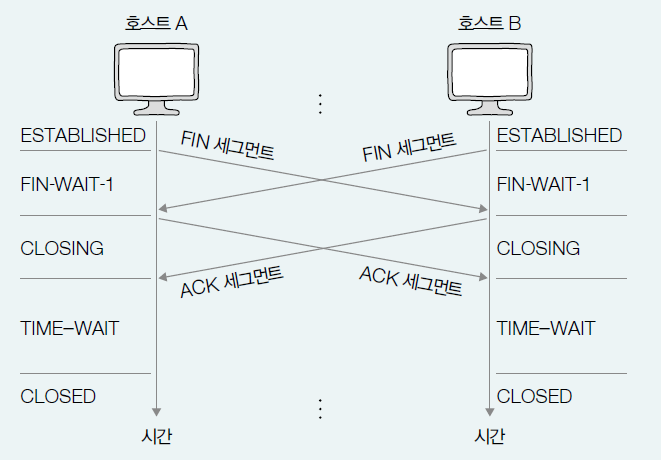 호스트 A
호스트 B
ESTABLISHED
FIN 세그먼트
FIN 세그먼트
ESTABLISHED
FIN-WAIT-1
FIN-WAIT-1
CLOSING
CLOSING
ACK 세그먼트
ACK 세그먼트
TIME–WAIT
TIME–WAIT
CLOSED
CLOSED
시간
시간